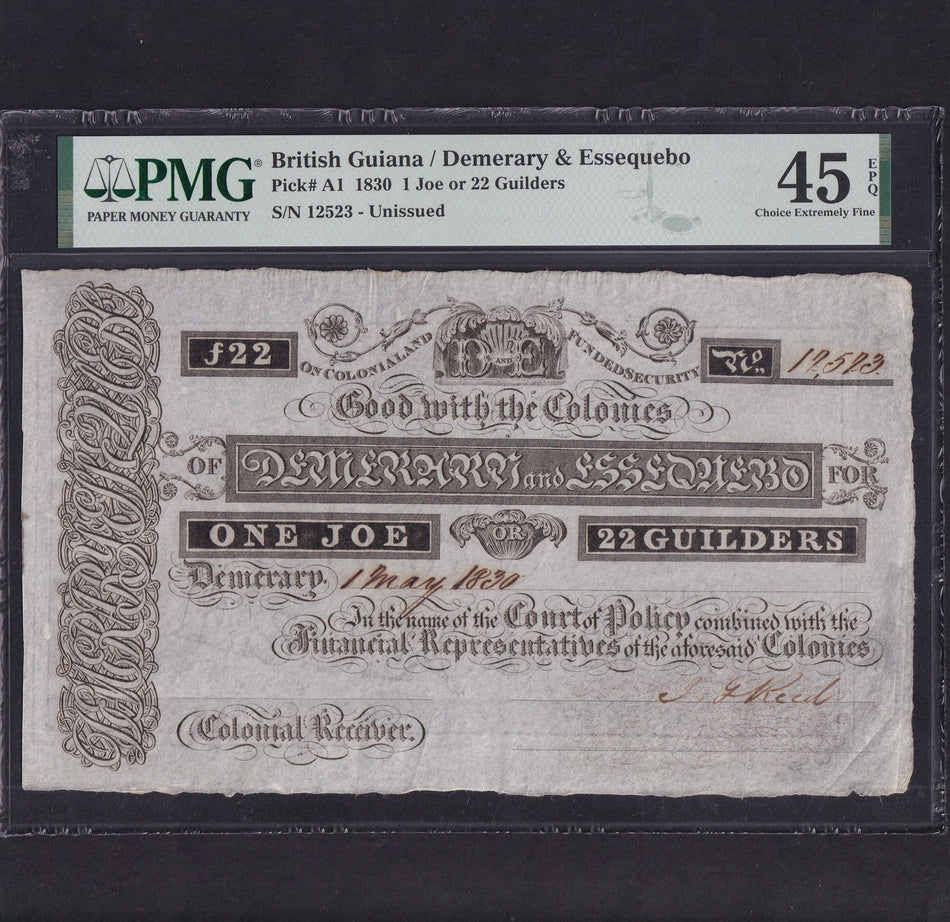 PMG®
PAPER MONEY GUARANTY
British Guiana / Demerary & Essequebo
Pick# A1 1830 1 Joe or 22 Guilders
S/N 12523 - Unissued
45
EPQ
Choice Extremely Fine
ƒ22
ON COLONIAL AND FUNDED SECURITY
D AND E
No.
12,523
Good with the Colonies
OF DEMERARY and ESSEQUEBO FOR
ONE JOE OR 22 GUILDERS
Demerary. 1 May 1830
In the name of the Court of Policy combined with the
Financial Representatives of the aforesaid Colonies
Colonial Receiver.